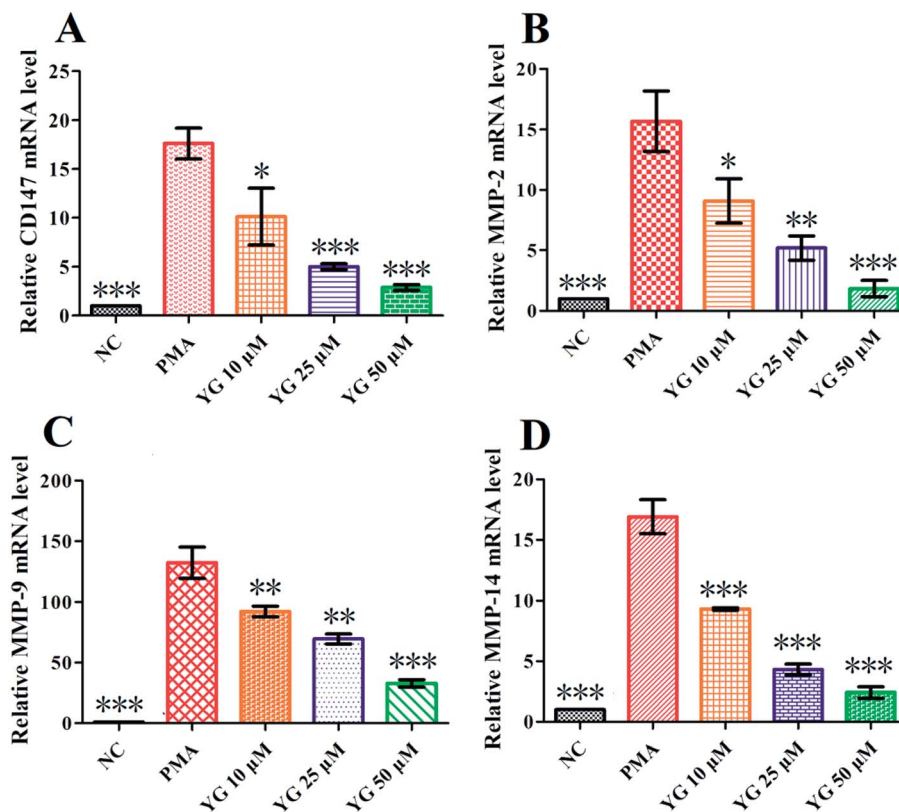 A
Relative CD147 mRNA level
25
20
15
10
5
0
***
*
***
***
NC
PMA
YG 10 µM
YG 25 µM
YG 50 µM
B
Relative MMP-2 mRNA level
20
15
10
5
0
***
*
**
***
NC
PMA
YG 10 µM
YG 25 µM
YG 50 µM
C
Relative MMP-9 mRNA level
200
150
100
50
0
***
**
**
***
NC
PMA
YG 10 µM
YG 25 µM
YG 50 µM
D
Relative MMP-14 mRNA level
20
15
10
5
0
***
***
***
***
NC
PMA
YG 10 µM
YG 25 µM
YG 50 µM